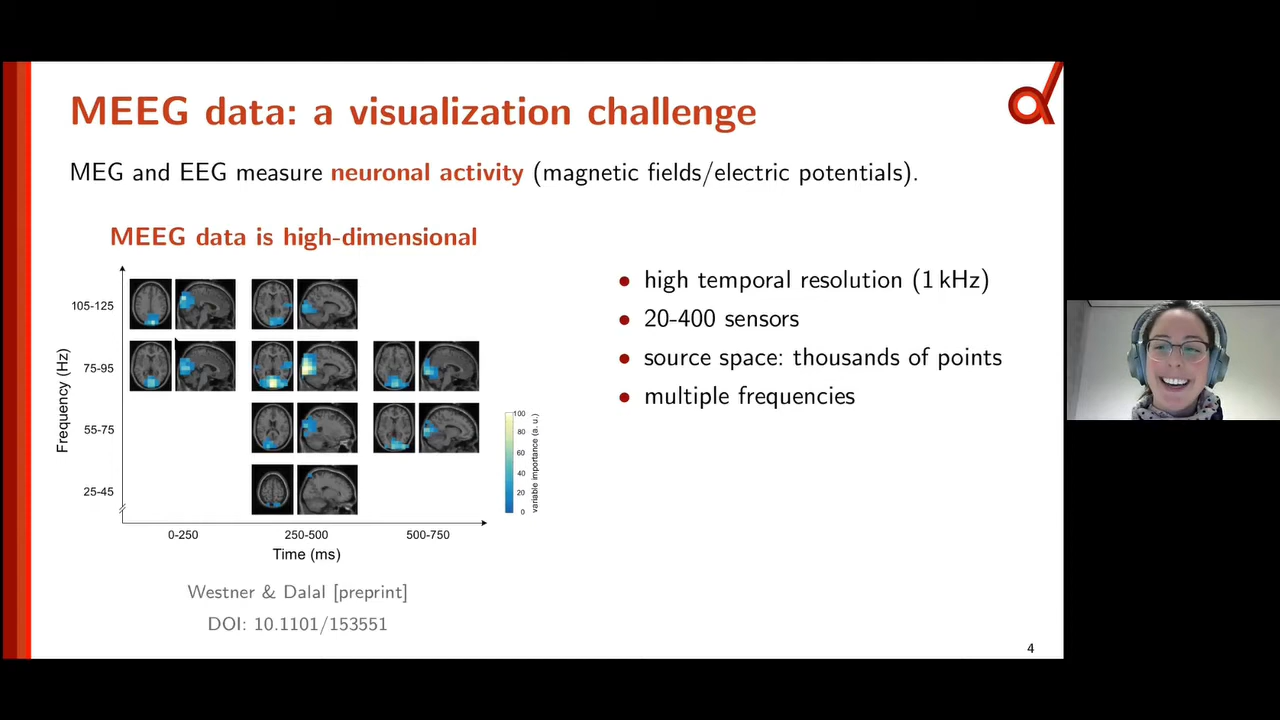 MEEG data: a visualization challenge
MEG and EEG measure neuronal activity (magnetic fields/electric potentials).
MEEG data is high-dimensional
105-125
75-95
55-75
25-45
Frequency (Hz)
0-250
250-500
500-750
Time (ms)
100
80
60
40
20
0
variable importance (a. u.)
Westner & Dalal [preprint]
DOI: 10.1101/153551
• high temporal resolution (1 kHz)
• 20-400 sensors
• source space: thousands of points
• multiple frequencies
4